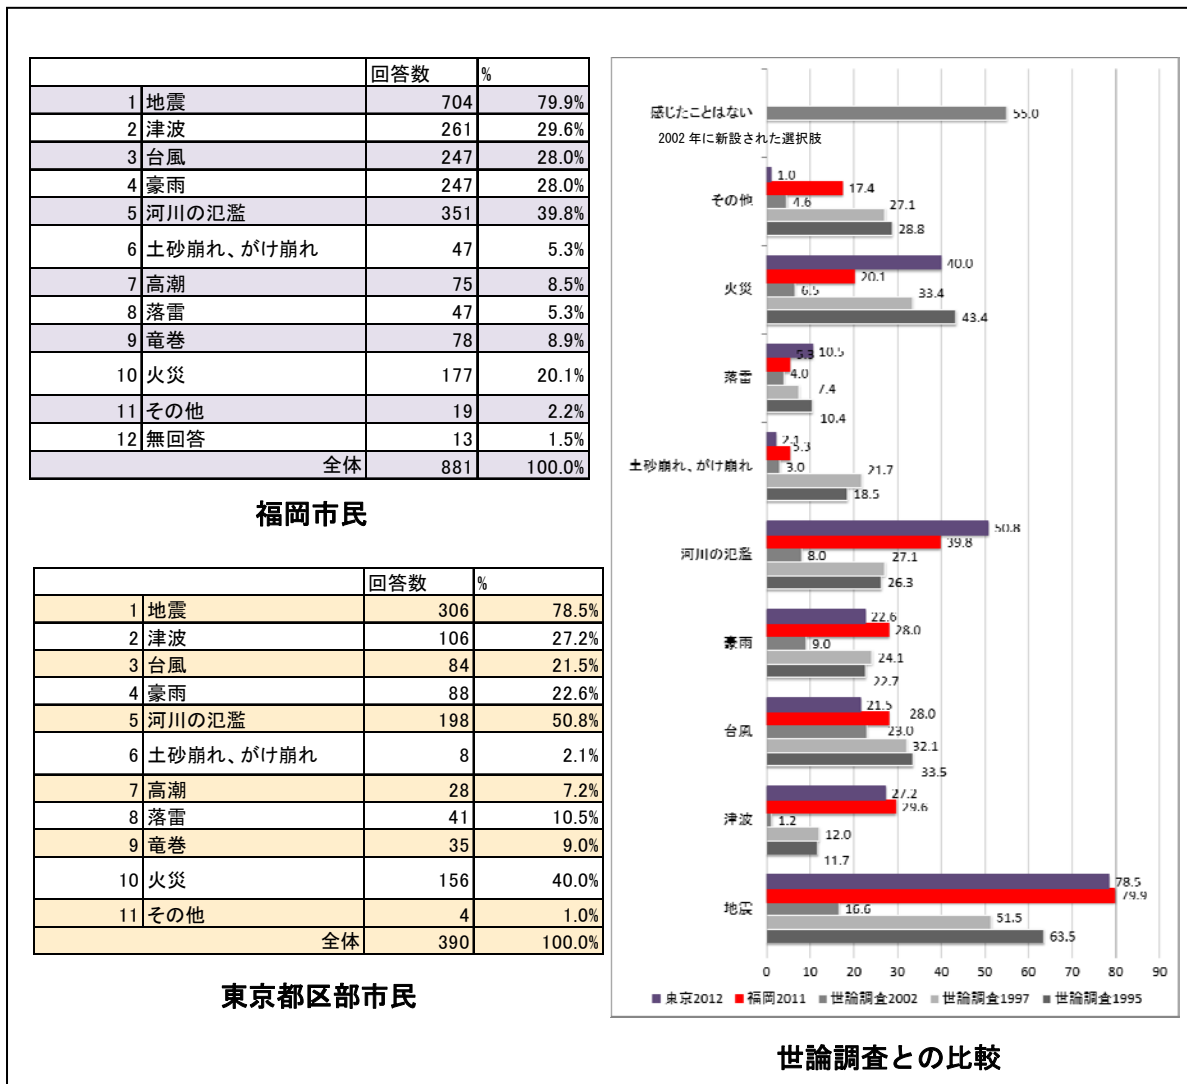 回答数 %
1 地震 704 79.9%
2 津波 261 29.6%
3 台風 247 28.0%
4 豪雨 247 28.0%
5 河川の氾濫 351 39.8%
6 土砂崩れ、がけ崩れ 47 5.3%
7 高潮 75 8.5%
8 落雷 47 5.3%
9 竜巻 78 8.9%
10 火災 177 20.1%
11 その他 19 2.2%
12 無回答 13 1.5%
全体 881 100.0%
福岡市民
回答数 %
1 地震 306 78.5%
2 津波 106 27.2%
3 台風 84 21.5%
4 豪雨 88 22.6%
5 河川の氾濫 198 50.8%
6 土砂崩れ、がけ崩れ 8 2.1%
7 高潮 28 7.2%
8 落雷 41 10.5%
9 竜巻 35 9.0%
10 火災 156 40.0%
11 その他 4 1.0%
全体 390 100.0%
東京都区部市民
感じたことはない 55.0
2002 年に新設された選択肢
その他
1.0
17.4
4.6
27.1
28.8
火災
40.0
20.1
6.5
33.4
43.4
落雷
10.5
5.3
4.0
7.4
10.4
土砂崩れ、がけ崩れ
2.1
5.3
3.0
21.7
18.5
河川の氾濫
50.8
39.8
8.0
27.1
26.3
豪雨
22.6
28.0
9.0
24.1
22.7
台風
21.5
28.0
23.0
32.1
33.5
津波
27.2
29.6
1.2
12.0
11.7
地震
78.5
79.9
16.6
51.5
63.5
0 10 20 30 40 50 60 70 80 90
東京2012 福岡2011 世論調査2002 世論調査1997 世論調査1995
世論調査との比較